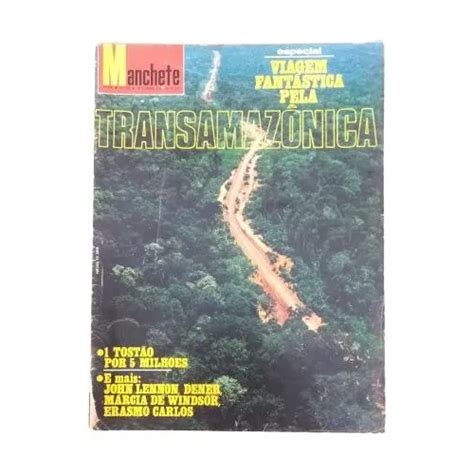 Manchete
especial
VIAGEM
FANTÁSTICA
PELA
TRANSAMAZÔNICA
1 TOSTÃO
POR 5 MILHÕES
E mais:
JOHN LENNON, DENER,
MÁRCIA DE WINDSOR,
ERASMO CARLOS